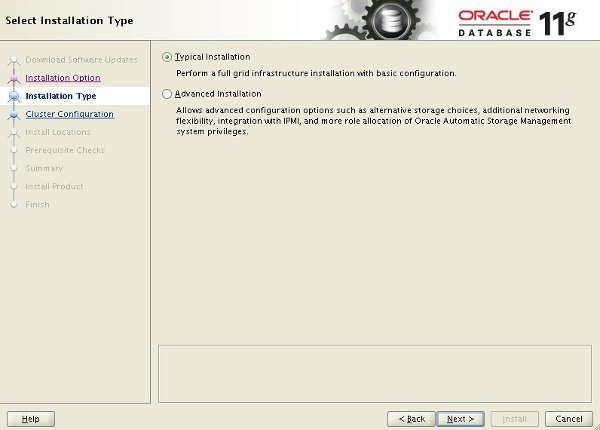 Select Installation Type
ORACLE
DATABASE
11g
Download Software Updates
Installation Option
Installation Type
Cluster Configuration
Install Locations
Prerequisite Checks
Summary
Install Product
Finish
Typical Installation
Perform a full grid infrastructure installation with basic configuration.
Advanced Installation
Allows advanced configuration options such as alternative storage choices, additional networking
flexibility, integration with IPMI, and more role allocation of Oracle Automatic Storage Management
system privileges.
Help
< Back
Next >
Install
Cancel